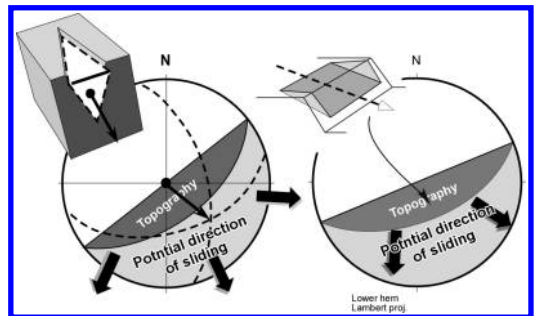 N
Topography
Potntial direction
of sliding
N
Topography
Potntial direction
of sliding
Lower hem
Lambert proj.